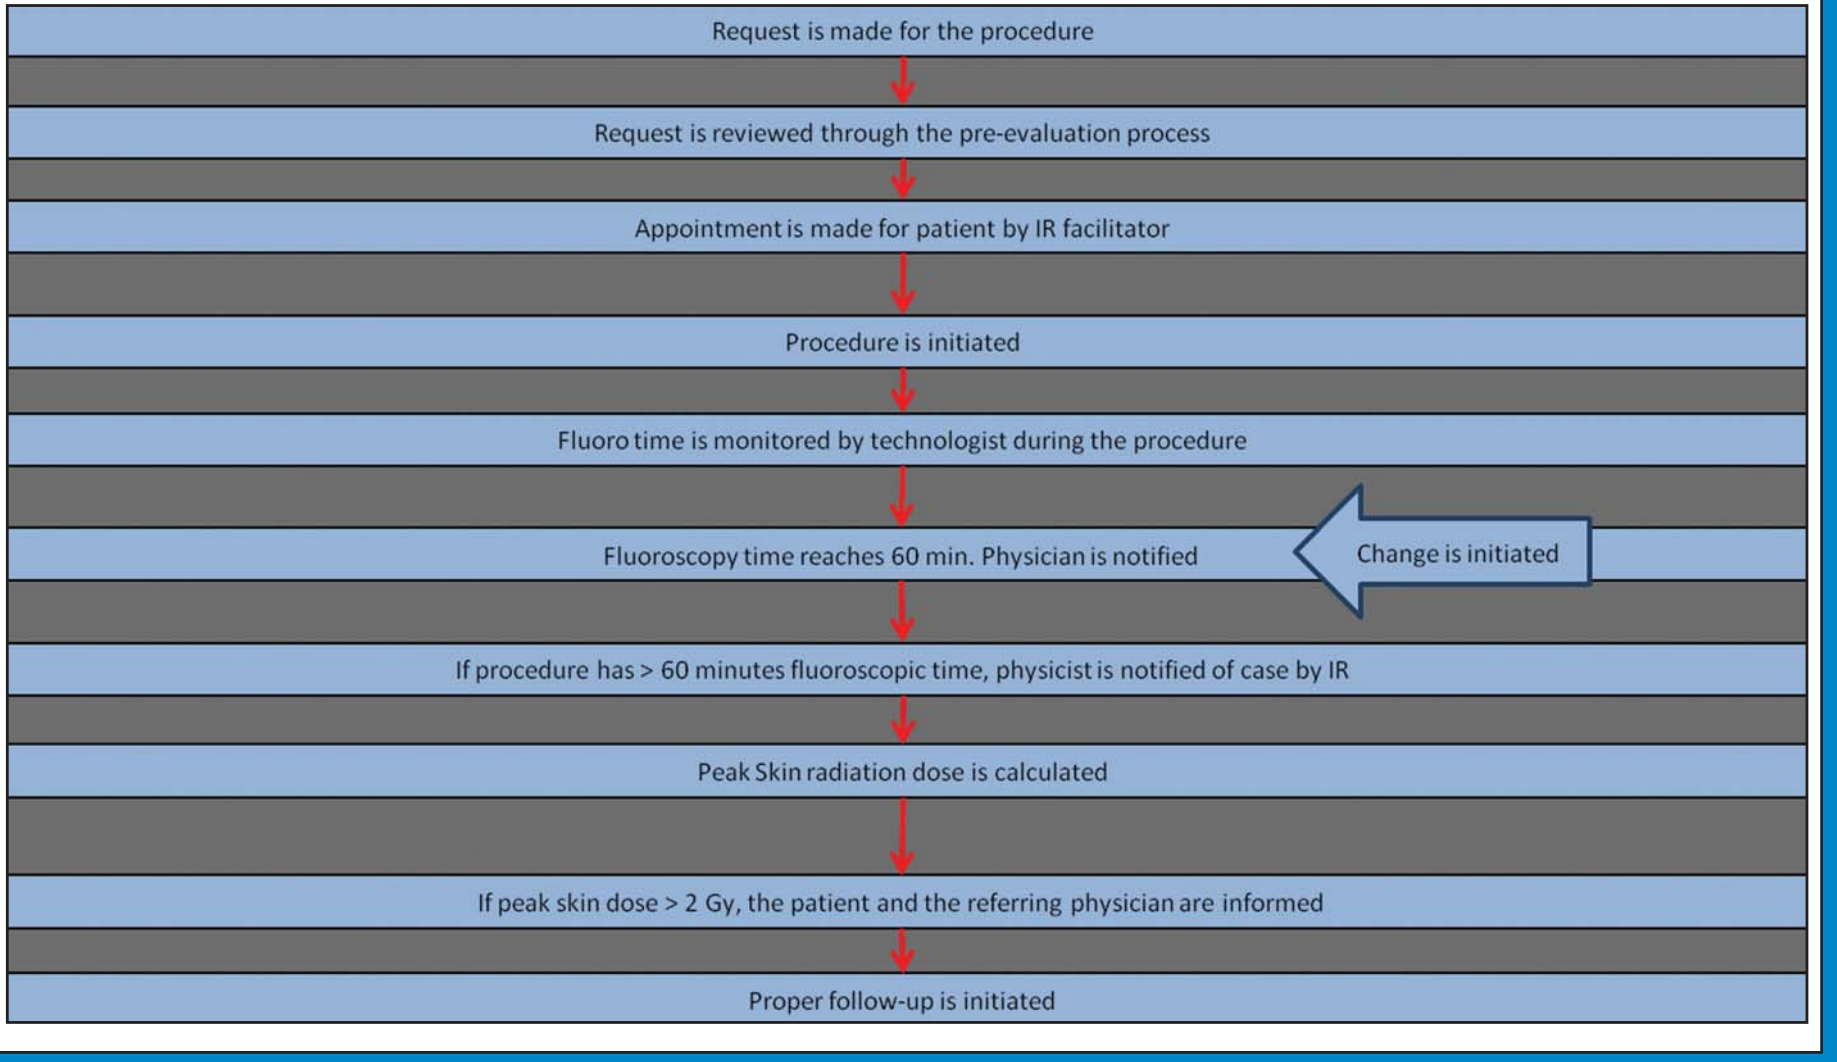 Request is made for the procedure
Request is reviewed through the pre-evaluation process
Appointment is made for patient by IR facilitator
Procedure is initiated
Fluoro time is monitored by technologist during the procedure
Fluoroscopy time reaches 60 min. Physician is notified
Change is initiated
If procedure has > 60 minutes fluoroscopic time, physicist is notified of case by IR
Peak Skin radiation dose is calculated
If peak skin dose > 2 Gy, the patient and the referring physician are informed
Proper follow-up is initiated